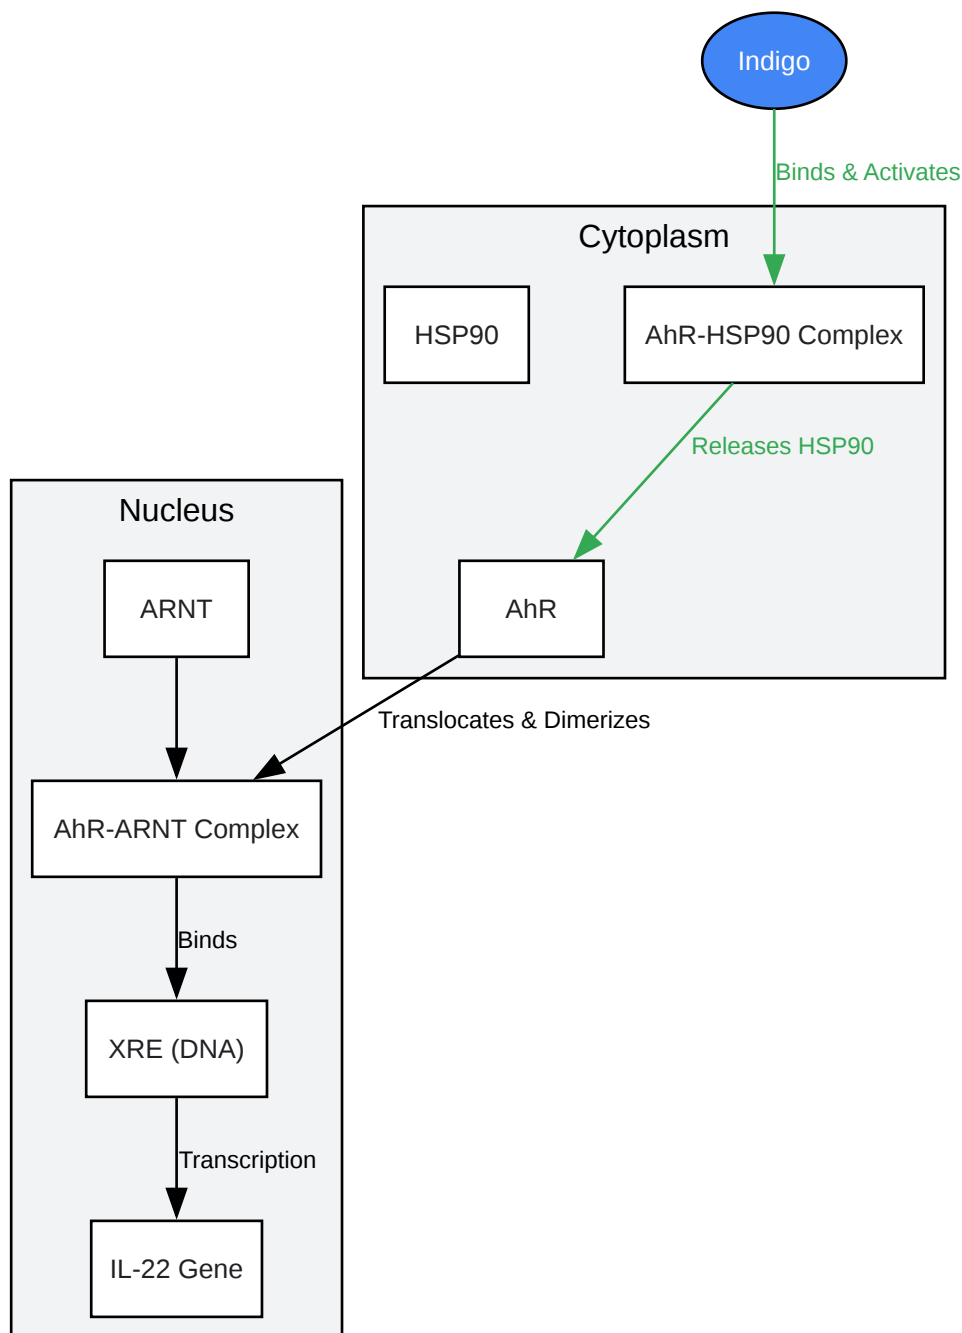 Indigo
Binds & Activates
Cytoplasm
HSP90
AhR-HSP90 Complex
Releases HSP90
Nucleus
ARNT
AhR
Translocates & Dimerizes
AhR-ARNT Complex
Binds
XRE (DNA)
Transcription
IL-22 Gene